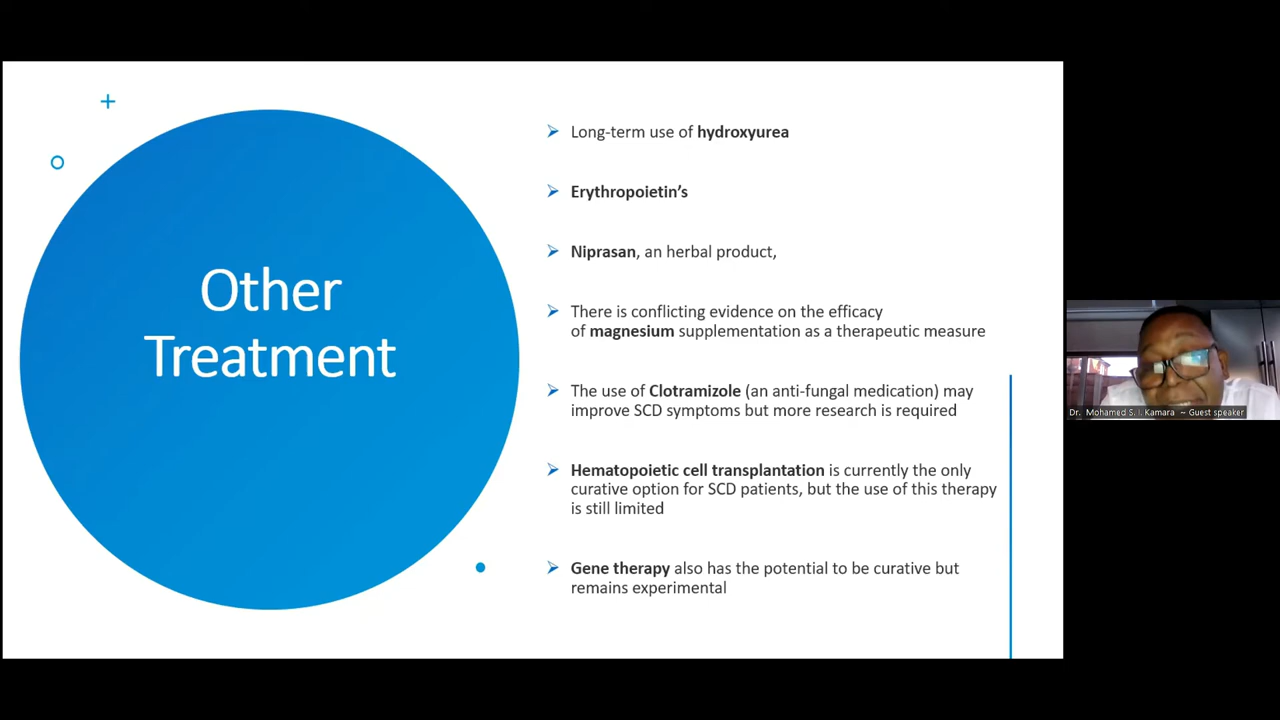 Other
Treatment
Long-term use of hydroxyurea
Erythropoietin’s
Niprasan, an herbal product,
There is conflicting evidence on the efficacy
of magnesium supplementation as a therapeutic measure
The use of Clotramizole (an anti-fungal medication) may
improve SCD symptoms but more research is required
Hematopoietic cell transplantation is currently the only
curative option for SCD patients, but the use of this therapy
is still limited
Gene therapy also has the potential to be curative but
remains experimental
Dr. Mohamed S. I. Kamara ~ Guest speaker